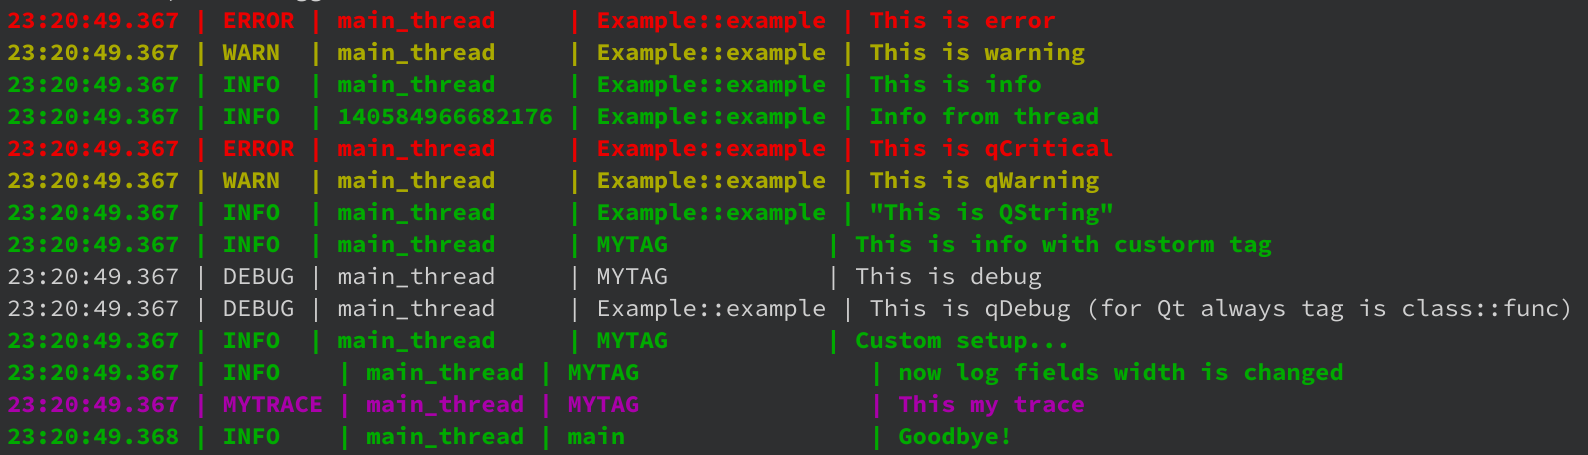 23:20:49.367 | ERROR | main_thread     | Example::example | This is error
23:20:49.367 | WARN  | main_thread     | Example::example | This is warning
23:20:49.367 | INFO  | main_thread     | Example::example | This is info
23:20:49.367 | INFO  | 140584966682176 | Example::example | Info from thread
23:20:49.367 | ERROR | main_thread     | Example::example | This is qCritical
23:20:49.367 | WARN  | main_thread     | Example::example | This is qWarning
23:20:49.367 | INFO  | main_thread     | Example::example | "This is QString"
23:20:49.367 | INFO  | main_thread     | MYTAG           | This is info with custorm tag
23:20:49.367 | DEBUG | main_thread     | MYTAG           | This is debug
23:20:49.367 | DEBUG | main_thread     | Example::example | This is qDebug (for Qt always tag is class::func)
23:20:49.367 | INFO  | main_thread     | MYTAG           | Custom setup...
23:20:49.367 | INFO    | main_thread | MYTAG                | now log fields width is changed
23:20:49.367 | MYTRACE | main_thread | MYTAG                | This my trace
23:20:49.368 | INFO    | main_thread | main                 | Goodbye!